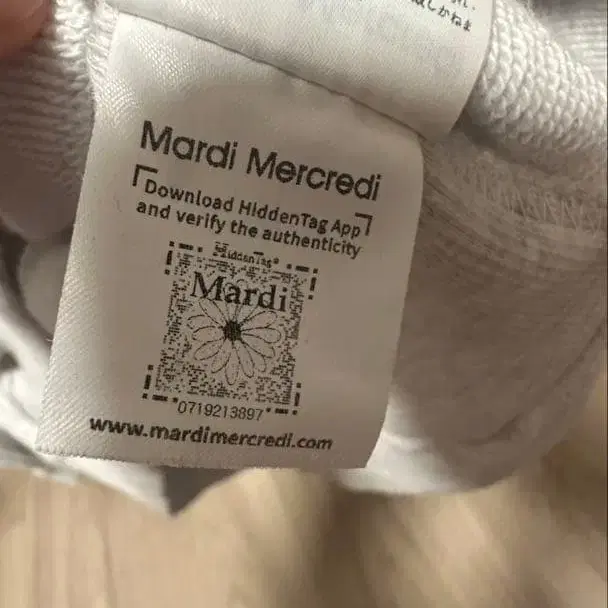 Mardi Mercredi
「Download HiddenTag App」
and verify the authenticity
HiddenTag®
Mardi
0719213897
www.mardimercredi.com